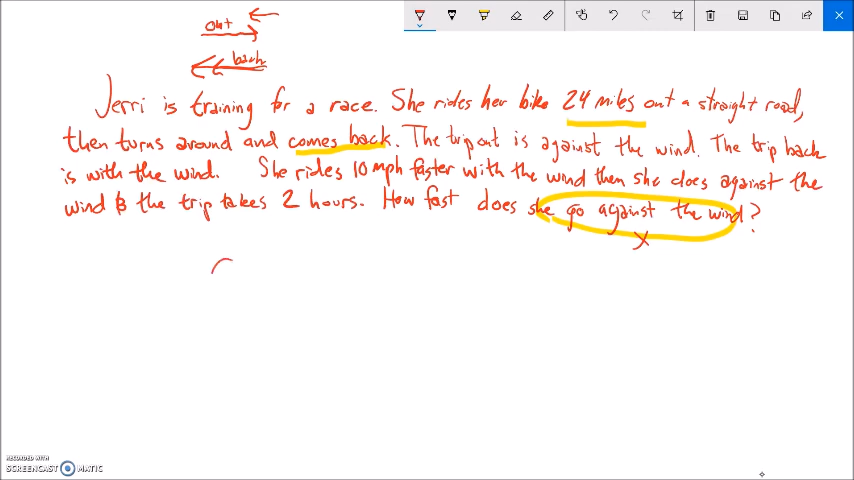 out
back
Jerri is training for a race. She rides her bike 24 miles out a straight road,
then turns around and comes back. The trip out is against the wind. The trip back
is with the wind. She rides 10 mph faster with the wind then she does against the
wind & the trip takes 2 hours. How fast does she go against the wind?
x
RECORDED WITH
SCREENCAST MATIC